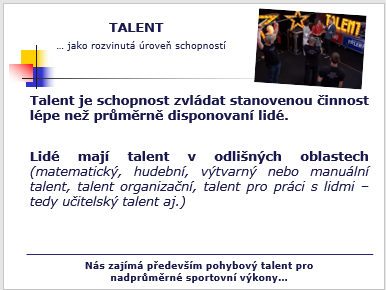 TALENT
... jako rozvinutá úroveň schopností
TALENT
Talent je schopnost zvládat stanovenou činnost
lépe než průměrně disponovaní lidé.
Lidé mají talent v odlišných oblastech
(matematický, hudební, výtvarný nebo manuální
talent, talent organizační, talent pro práci s lidmi –
tedy učitelský talent aj.)
Nás zajímá především pohybový talent pro
nadprůměrné sportovní výkony...